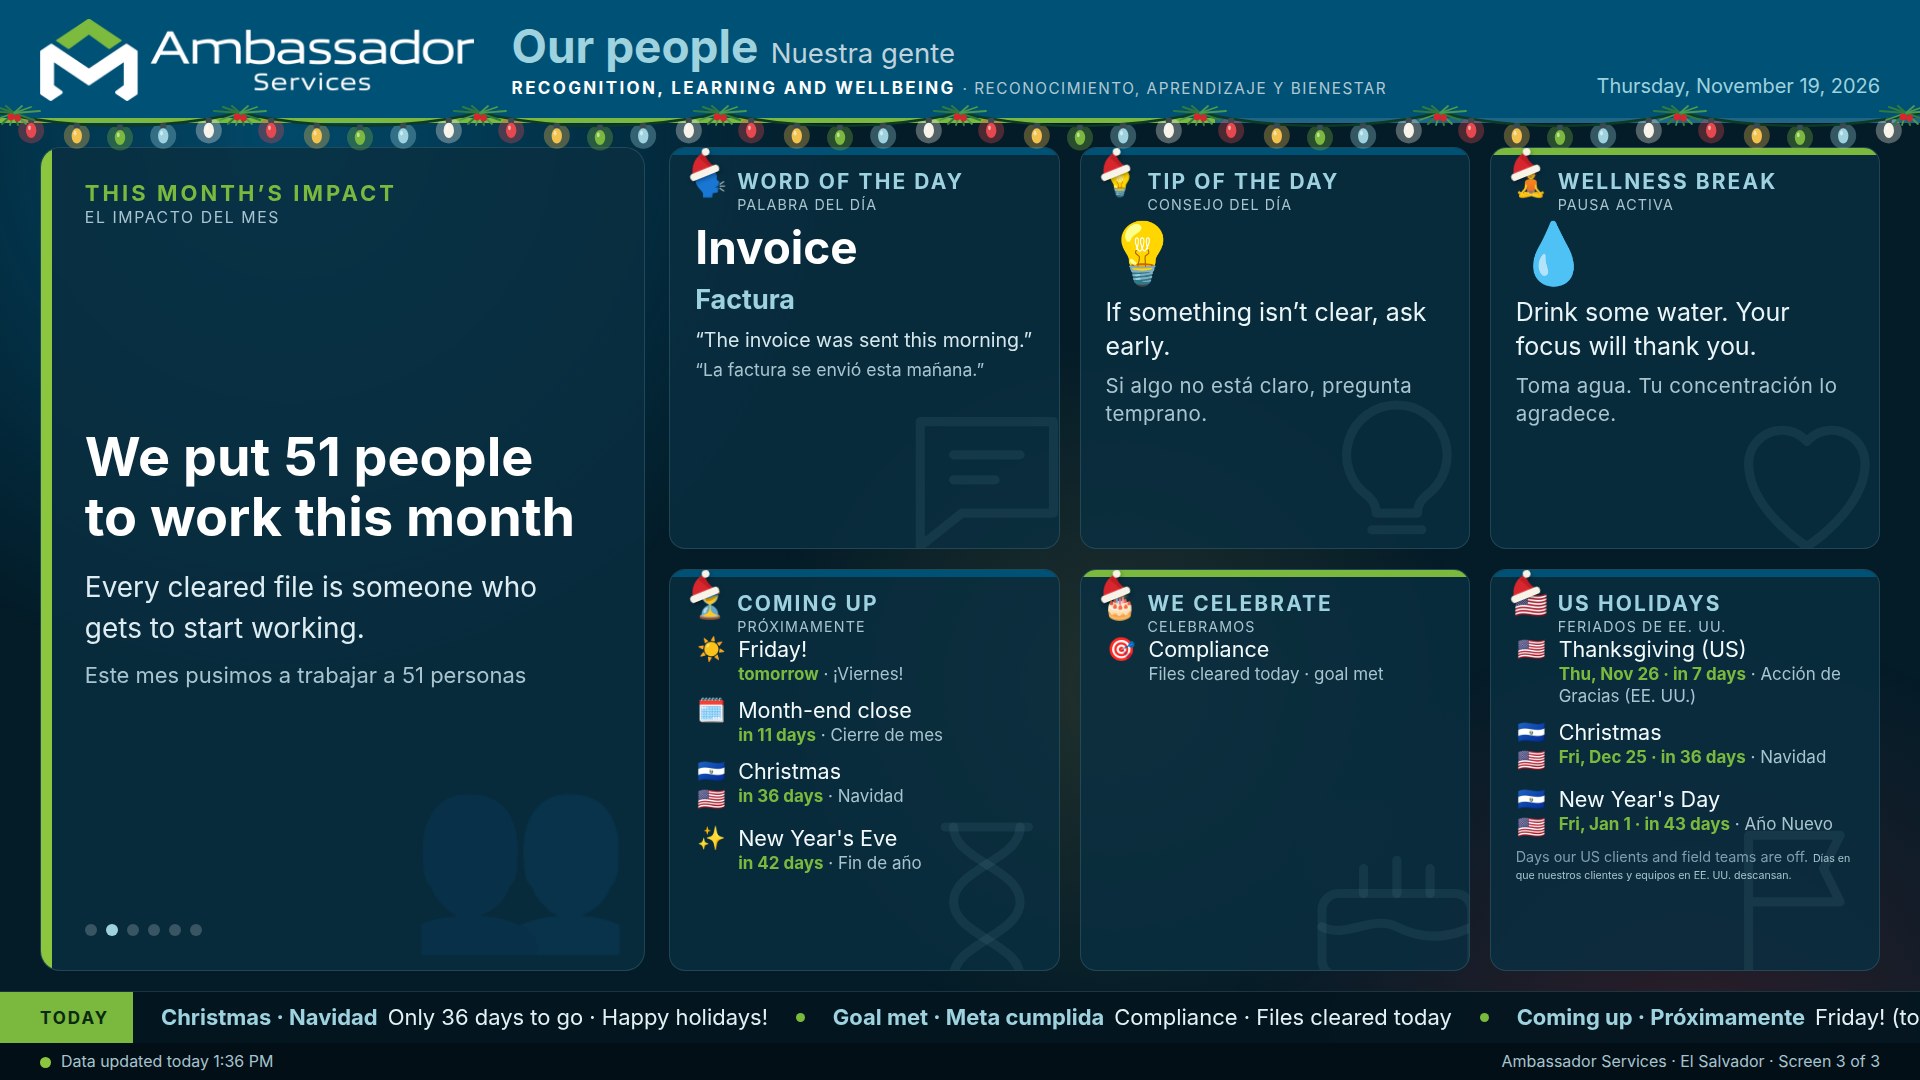 Ambassador
Services
Our people Nuestra gente
RECOGNITION, LEARNING AND WELLBEING · RECONOCIMIENTO, APRENDIZAJE Y BIENESTAR
Thursday, November 19, 2026
THIS MONTH’S IMPACT
EL IMPACTO DEL MES
We put 51 people
to work this month
Every cleared file is someone who
gets to start working.
Este mes pusimos a trabajar a 51 personas
WORD OF THE DAY
PALABRA DEL DÍA
Invoice
Factura
“The invoice was sent this morning.”
“La factura se envió esta mañana.”
TIP OF THE DAY
CONSEJO DEL DÍA
If something isn’t clear, ask
early.
Si algo no está claro, pregunta
temprano.
WELLNESS BREAK
PAUSA ACTIVA
Drink some water. Your
focus will thank you.
Toma agua. Tu concentración lo
agradece.
COMING UP
PRÓXIMAMENTE
Friday!
tomorrow · ¡Viernes!
Month-end close
in 11 days · Cierre de mes
Christmas
in 36 days · Navidad
New Year's Eve
in 42 days · Fin de año
WE CELEBRATE
CELEBRAMOS
Compliance
Files cleared today · goal met
US HOLIDAYS
FERIADOS DE EE. UU.
Thanksgiving (US)
Thu, Nov 26 · in 7 days · Acción de
Gracias (EE. UU.)
Christmas
Fri, Dec 25 · in 36 days · Navidad
New Year's Day
Fri, Jan 1 · in 43 days · Año Nuevo
Days our US clients and field teams are off. Días en
que nuestros clientes y equipos en EE. UU. descansan.
TODAY
Christmas · Navidad Only 36 days to go · Happy holidays! • Goal met · Meta cumplida Compliance · Files cleared today • Coming up · Próximamente Friday! (to
Data updated today 1:36 PM
Ambassador Services · El Salvador · Screen 3 of 3